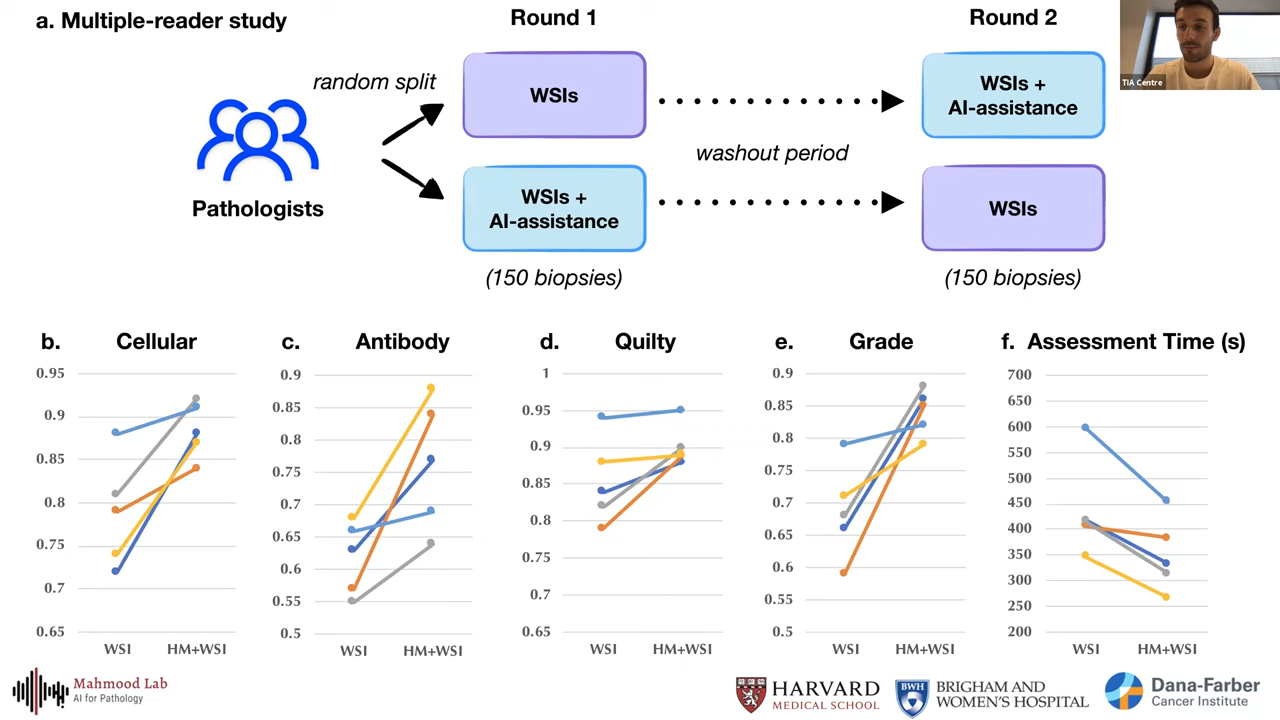 a. Multiple-reader study
Round 1
Round 2
random split
WSIs
WSIs +
AI-assistance
TIA Centre
washout period
Pathologists
WSIs +
AI-assistance
WSIs
(150 biopsies)
(150 biopsies)
b. Cellular
0.95
0.9
0.85
0.8
0.75
0.7
0.65
WSI HM+WSI
c. Antibody
0.9
0.85
0.8
0.75
0.7
0.65
0.6
0.55
0.5
WSI HM+WSI
d. Quilty
1
0.95
0.9
0.85
0.8
0.75
0.7
0.65
WSI HM+WSI
e. Grade
0.9
0.85
0.8
0.75
0.7
0.65
0.6
0.55
0.5
WSI HM+WSI
f. Assessment Time (s)
700
650
600
550
500
450
400
350
300
250
200
WSI HM+WSI
Mahmood Lab
AI for Pathology
HARVARD
MEDICAL SCHOOL
BWH
BRIGHAM AND
WOMEN'S HOSPITAL
Dana-Farber
Cancer Institute